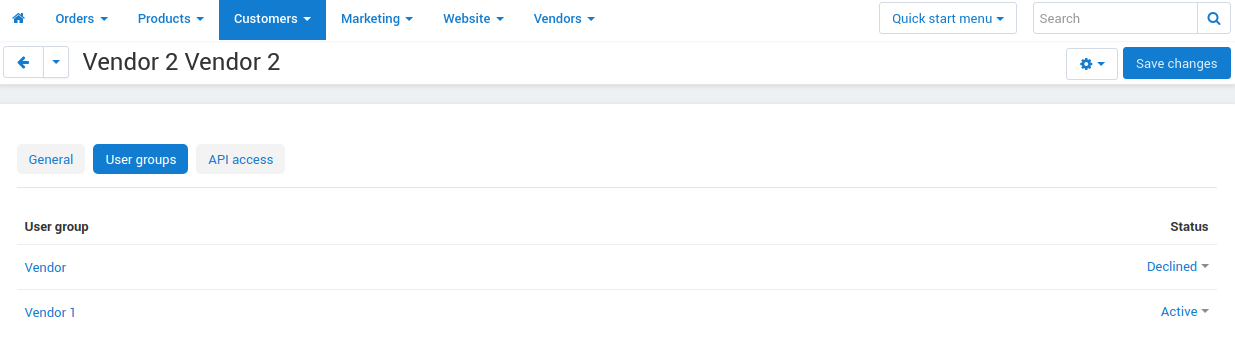 Orders Products Customers Marketing Website Vendors Quick start menu Search
Vendor 2 Vendor 2 Save changes
General User groups API access
User group Status
Vendor Declined
Vendor 1 Active